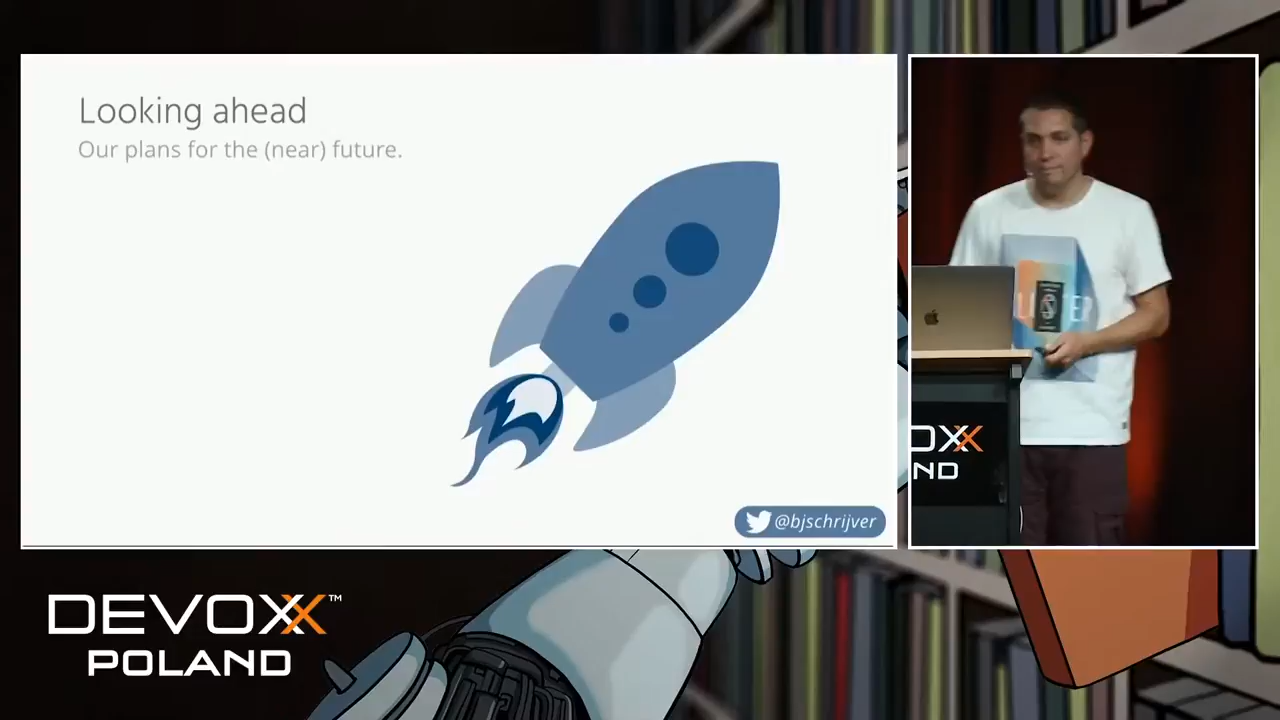 Looking ahead
Our plans for the (near) future.
@bjschrijver
OXX
ND
DEVOXX™
POLAND